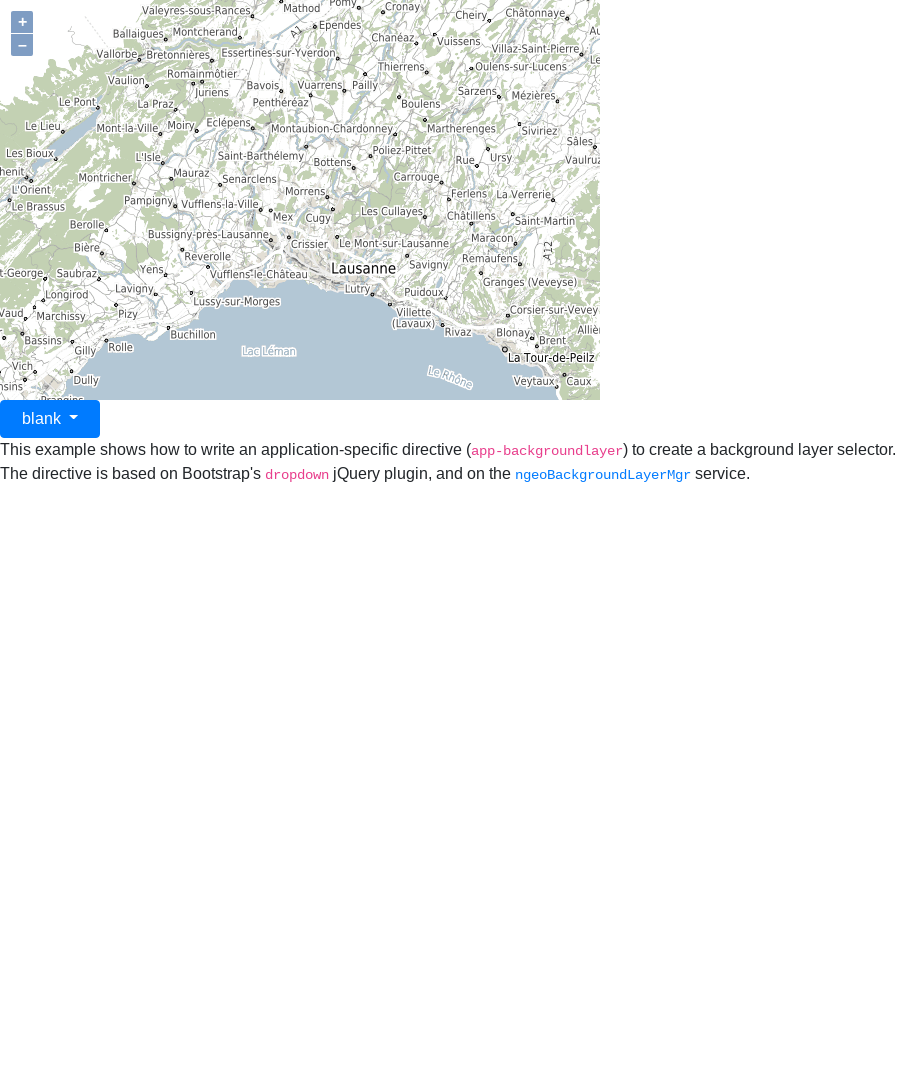 +
–
Pomy
Cronay
Châtonnaye
Valeyres-sous-Rances
Mathod
Cheiry
A1
Ependes
Montcherand
Ballaigues
Chanéaz
Vuissens
Villaz-Saint-Pierre
Vallorbe
Bretonnières
Essertines-sur-Yverdon
Thierrens
Oulens-sur-Lucens
Romainmôtier
Vaulion
Juriens
Bavois
Vuarrens
Pailly
Sarzens
Mézières
Le Pont
La Praz
Penthéréaz
Boulens
Le Lieu
Mont-la-Ville
Moiry
Eclépens
Montaubion-Chardonney
Martherenges
Siviriez
Sâles
Les Bioux
L'Isle
Saint-Barthélemy
Bottens
Poliez-Pittet
Rue
Ursy
Vaulruz
henit
L'Orient
Montricher
Mauraz
Senarclens
Morrens
Carrouge
Ferlens
La Verrerie
Le Brassus
Pampigny
Vufflens-la-Ville
Mex
Cugy
Les Cullayes
Châtillens
Saint-Martin
Berolle
Bussigny-près-Lausanne
Crissier
Le Mont-sur-Lausanne
Maracon
A12
Bière
Reverolle
Savigny
Remaufens
t-George
Saubraz
Yens
Vufflens-le-Château
Lausanne
Granges (Veveyse)
Longirod
Lavigny
Lussy-sur-Morges
Lutry
Puidoux
Vaud
Marchissy
Pizy
Villette
(Lavaux)
Corsier-sur-Vevey
Bassins
Gilly
Rolle
Buchillon
Rivaz
Blonay
Brent
Lac Léman
La Tour-de-Peilz
Vich
Dully
Le Rhône
Veytaux
Caux
nsins
Prangins
blank
This example shows how to write an application-specific directive (app-backgroundlayer) to create a background layer selector.
The directive is based on Bootstrap's dropdown jQuery plugin, and on the ngeoBackgroundLayerMgr service.